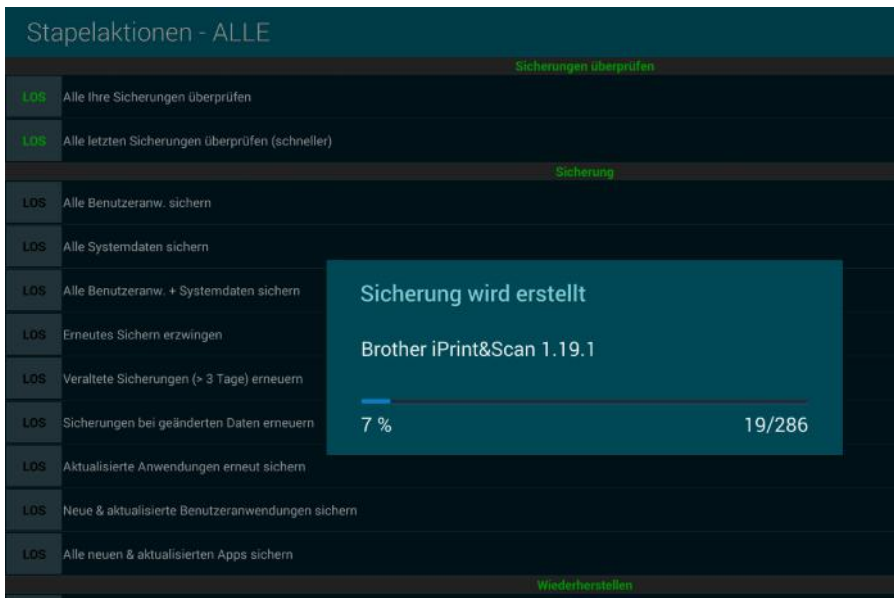 Stapelaktionen - ALLE
Sicherungen überprüfen
LOS Alle Ihre Sicherungen überprüfen
LOS Alle letzten Sicherungen überprüfen (schneller)
Sicherung
LOS Alle Benutzeranw. sichern
LOS Alle Systemdaten sichern
LOS Alle Benutzeranw. + Systemdaten sichern
LOS Erneutes Sichern erzwingen
LOS Veraltete Sicherungen (> 3 Tage) erneuern
LOS Sicherungen bei geänderten Daten erneuern
LOS Aktualisierte Anwendungen erneut sichern
LOS Neue & aktualisierte Benutzeranwendungen sichern
LOS Alle neuen & aktualisierten Apps sichern
Wiederherstellen
Sicherung wird erstellt
Brother iPrint&Scan 1.19.1
7 % 19/286